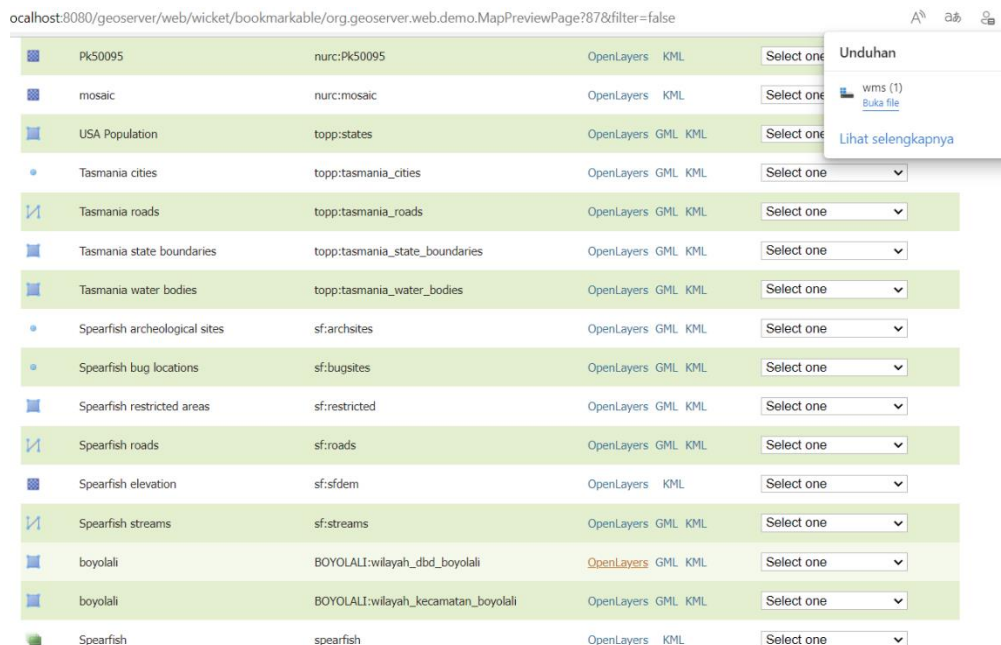 ocalhost:8080/geoserver/web/wicket/bookmarkable/org.geoserver.web.demo.MapPreviewPage?87&filter=false
A あ
Unduhan
wms (1)
Buka file
Lihat selengkapnya
Pk50095 nurc:Pk50095 OpenLayers KML Select one
mosaic nurc:mosaic OpenLayers KML Select one
USA Population topp:states OpenLayers GML KML Select one
Tasmania cities topp:tasmania_cities OpenLayers GML KML Select one
Tasmania roads topp:tasmania_roads OpenLayers GML KML Select one
Tasmania state boundaries topp:tasmania_state_boundaries OpenLayers GML KML Select one
Tasmania water bodies topp:tasmania_water_bodies OpenLayers GML KML Select one
Spearfish archeological sites sf:archsites OpenLayers GML KML Select one
Spearfish bug locations sf:bugsites OpenLayers GML KML Select one
Spearfish restricted areas sf:restricted OpenLayers GML KML Select one
Spearfish roads sf:roads OpenLayers GML KML Select one
Spearfish elevation sf:sfdem OpenLayers KML Select one
Spearfish streams sf:streams OpenLayers GML KML Select one
boyolali BOYOLALI:wilayah_dbd_boyolali OpenLayers GML KML Select one
boyolali BOYOLALI:wilayah_kecamatan_boyolali OpenLayers GML KML Select one
Spearfish spearfish OpenLayers KML Select one